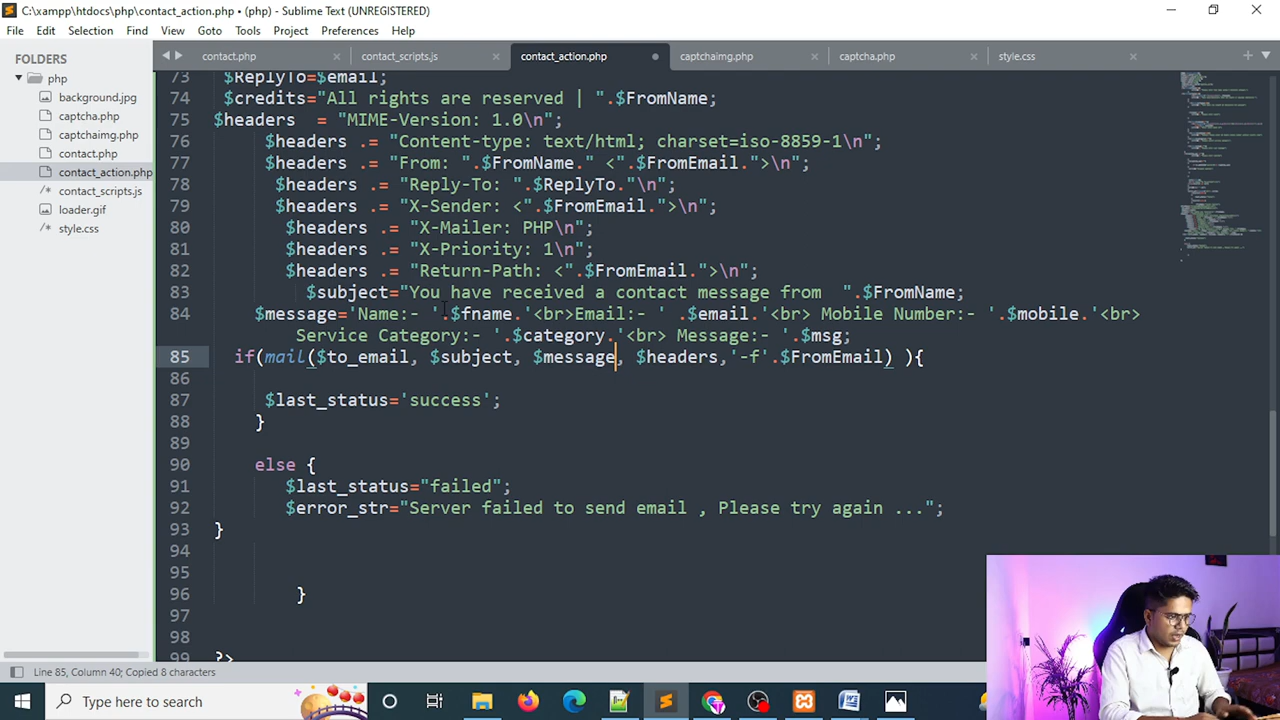 C:\xampp\htdocs\php\contact_action.php • (php) - Sublime Text (UNREGISTERED)
File Edit Selection Find View Goto Tools Project Preferences Help
FOLDERS
php
background.jpg
captcha.php
captchaimg.php
contact.php
contact_action.php
contact_scripts.js
loader.gif
style.css
contact.php contact_scripts.js contact_action.php captchaimg.php captcha.php style.css
73 $ReplyTo=$email;
74 $credits="All rights are reserved | ".$FromName;
75 $headers  = "MIME-Version: 1.0\n";
76 $headers .= "Content-type: text/html; charset=iso-8859-1\n";
77 $headers .= "From: ".$FromName." <".$FromEmail.">\n";
78 $headers .= "Reply-To: ".$ReplyTo."\n";
79 $headers .= "X-Sender: <".$FromEmail.">\n";
80 $headers .= "X-Mailer: PHP\n";
81 $headers .= "X-Priority: 1\n";
82 $headers .= "Return-Path: <".$FromEmail.">\n";
83 $subject="You have received a contact message from  ".$FromName;
84 $message='Name:- '.$fname.'<br>Email:- ' .$email.'<br> Mobile Number:- '.$mobile.'<br>
Service Category:- '.$category.'<br> Message:- '.$msg;
85 if(mail($to_email, $subject, $message, $headers,'-f'.$FromEmail) ){
86
87 $last_status='success';
88 }
89
90 else {
91 $last_status="failed";
92 $error_str="Server failed to send email , Please try again ...";
93 }
94
95
96 }
97
98
99 ?>
Line 85, Column 40; Copied 8 characters
Type here to search